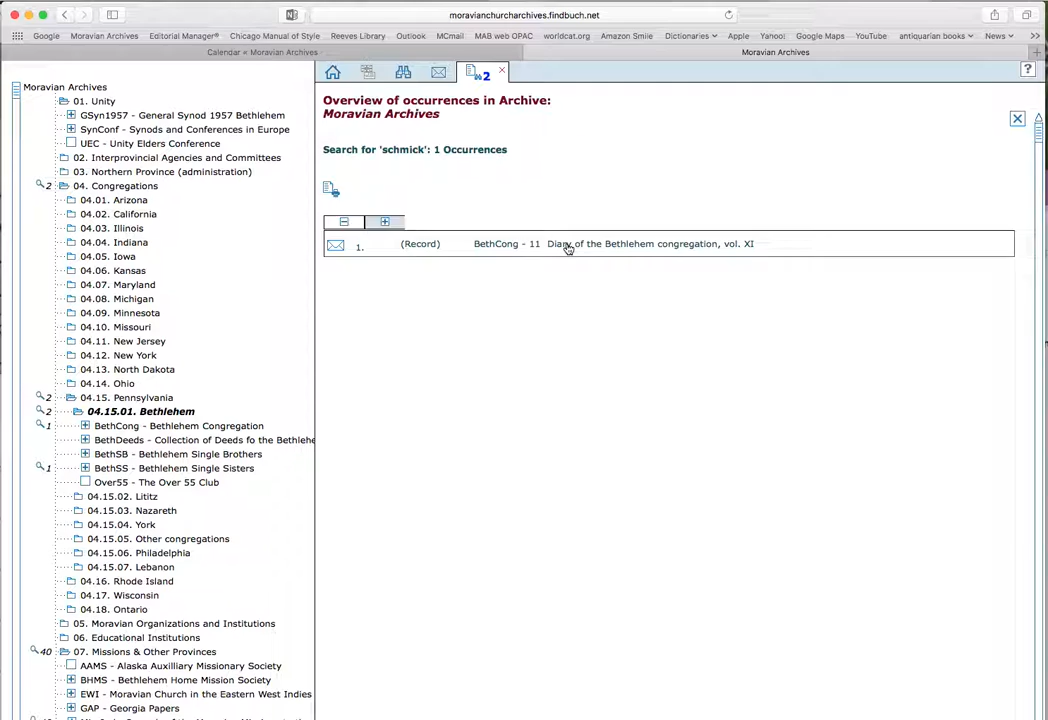 moravianchurcharchives.findbuch.net
Google Moravian Archives Editorial Manager® Chicago Manual of Style Reeves Library Outlook MCmail MAB web OPAC worldcat.org Amazon Smile Dictionaries Apple Yahoo! Google Maps YouTube antiquarian books News
Calendar « Moravian Archives Moravian Archives
2
?
Moravian Archives
01. Unity
GSyn1957 - General Synod 1957 Bethlehem
SynConf - Synods and Conferences in Europe
UEC - Unity Elders Conference
02. Interprovincial Agencies and Committees
03. Northern Province (administration)
2 04. Congregations
04.01. Arizona
04.02. California
04.03. Illinois
04.04. Indiana
04.05. Iowa
04.06. Kansas
04.07. Maryland
04.08. Michigan
04.09. Minnesota
04.10. Missouri
04.11. New Jersey
04.12. New York
04.13. North Dakota
04.14. Ohio
2 04.15. Pennsylvania
2 04.15.01. Bethlehem
1 BethCong - Bethlehem Congregation
BethDeeds - Collection of Deeds fo the Bethlehe
BethSB - Bethlehem Single Brothers
1 BethSS - Bethlehem Single Sisters
Over55 - The Over 55 Club
04.15.02. Lititz
04.15.03. Nazareth
04.15.04. York
04.15.05. Other congregations
04.15.06. Philadelphia
04.15.07. Lebanon
04.16. Rhode Island
04.17. Wisconsin
04.18. Ontario
05. Moravian Organizations and Institutions
06. Educational Institutions
40 07. Missions & Other Provinces
AAMS - Alaska Auxilliary Missionary Society
BHMS - Bethlehem Home Mission Society
EWI - Moravian Church in the Eastern West Indies
GAP - Georgia Papers
Overview of occurrences in Archive:
Moravian Archives
Search for 'schmick': 1 Occurrences
1. (Record) BethCong - 11 Diary of the Bethlehem congregation, vol. XI